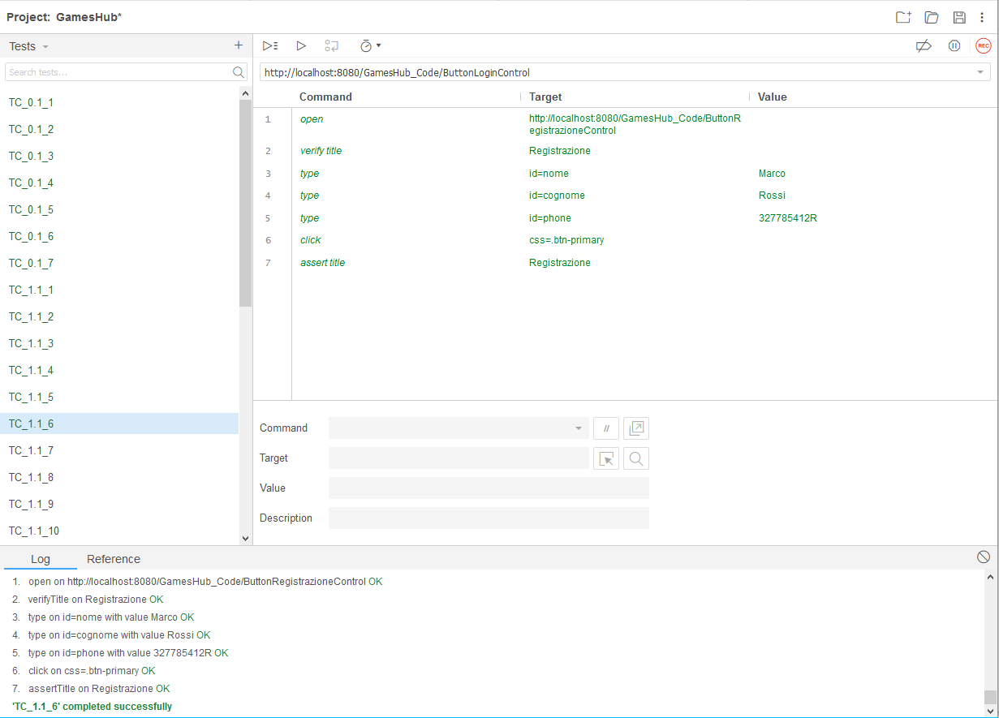 Project: GamesHub*
Tests
+
Search tests...
TC_0.1_1
TC_0.1_2
TC_0.1_3
TC_0.1_4
TC_0.1_5
TC_0.1_6
TC_0.1_7
TC_1.1_1
TC_1.1_2
TC_1.1_3
TC_1.1_4
TC_1.1_5
TC_1.1_6
TC_1.1_7
TC_1.1_8
TC_1.1_9
TC_1.1_10
REC
http://localhost:8080/GamesHub_Code/ButtonLoginControl
Command Target Value
1 open http://localhost:8080/GamesHub_Code/ButtonR
egistrazioneControl
2 verify title Registrazione
3 type id=nome Marco
4 type id=cognome Rossi
5 type id=phone 327785412R
6 click css=.btn-primary
7 assert title Registrazione
Command //
Target
Value
Description
Log Reference
1. open on http://localhost:8080/GamesHub_Code/ButtonRegistrazioneControl OK
2. verifyTitle on Registrazione OK
3. type on id=nome with value Marco OK
4. type on id=cognome with value Rossi OK
5. type on id=phone with value 327785412R OK
6. click on css=.btn-primary OK
7. assertTitle on Registrazione OK
'TC_1.1_6' completed successfully